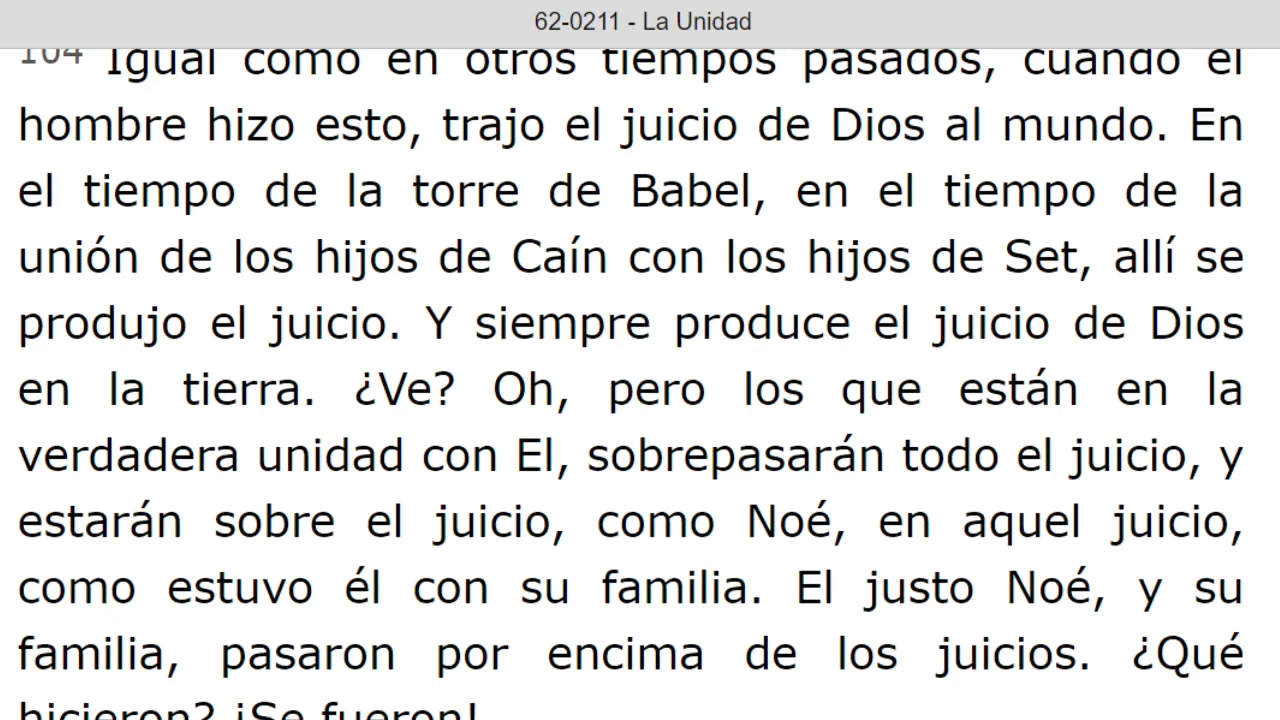 62-0211 - La Unidad
104 Igual como en otros tiempos pasados, cuando el
hombre hizo esto, trajo el juicio de Dios al mundo. En
el tiempo de la torre de Babel, en el tiempo de la
unión de los hijos de Caín con los hijos de Set, allí se
produjo el juicio. Y siempre produce el juicio de Dios
en la tierra. ¿Ve? Oh, pero los que están en la
verdadera unidad con El, sobrepasarán todo el juicio, y
estarán sobre el juicio, como Noé, en aquel juicio,
como estuvo él con su familia. El justo Noé, y su
familia, pasaron por encima de los juicios. ¿Qué
hicieron? ¡Se fueron!